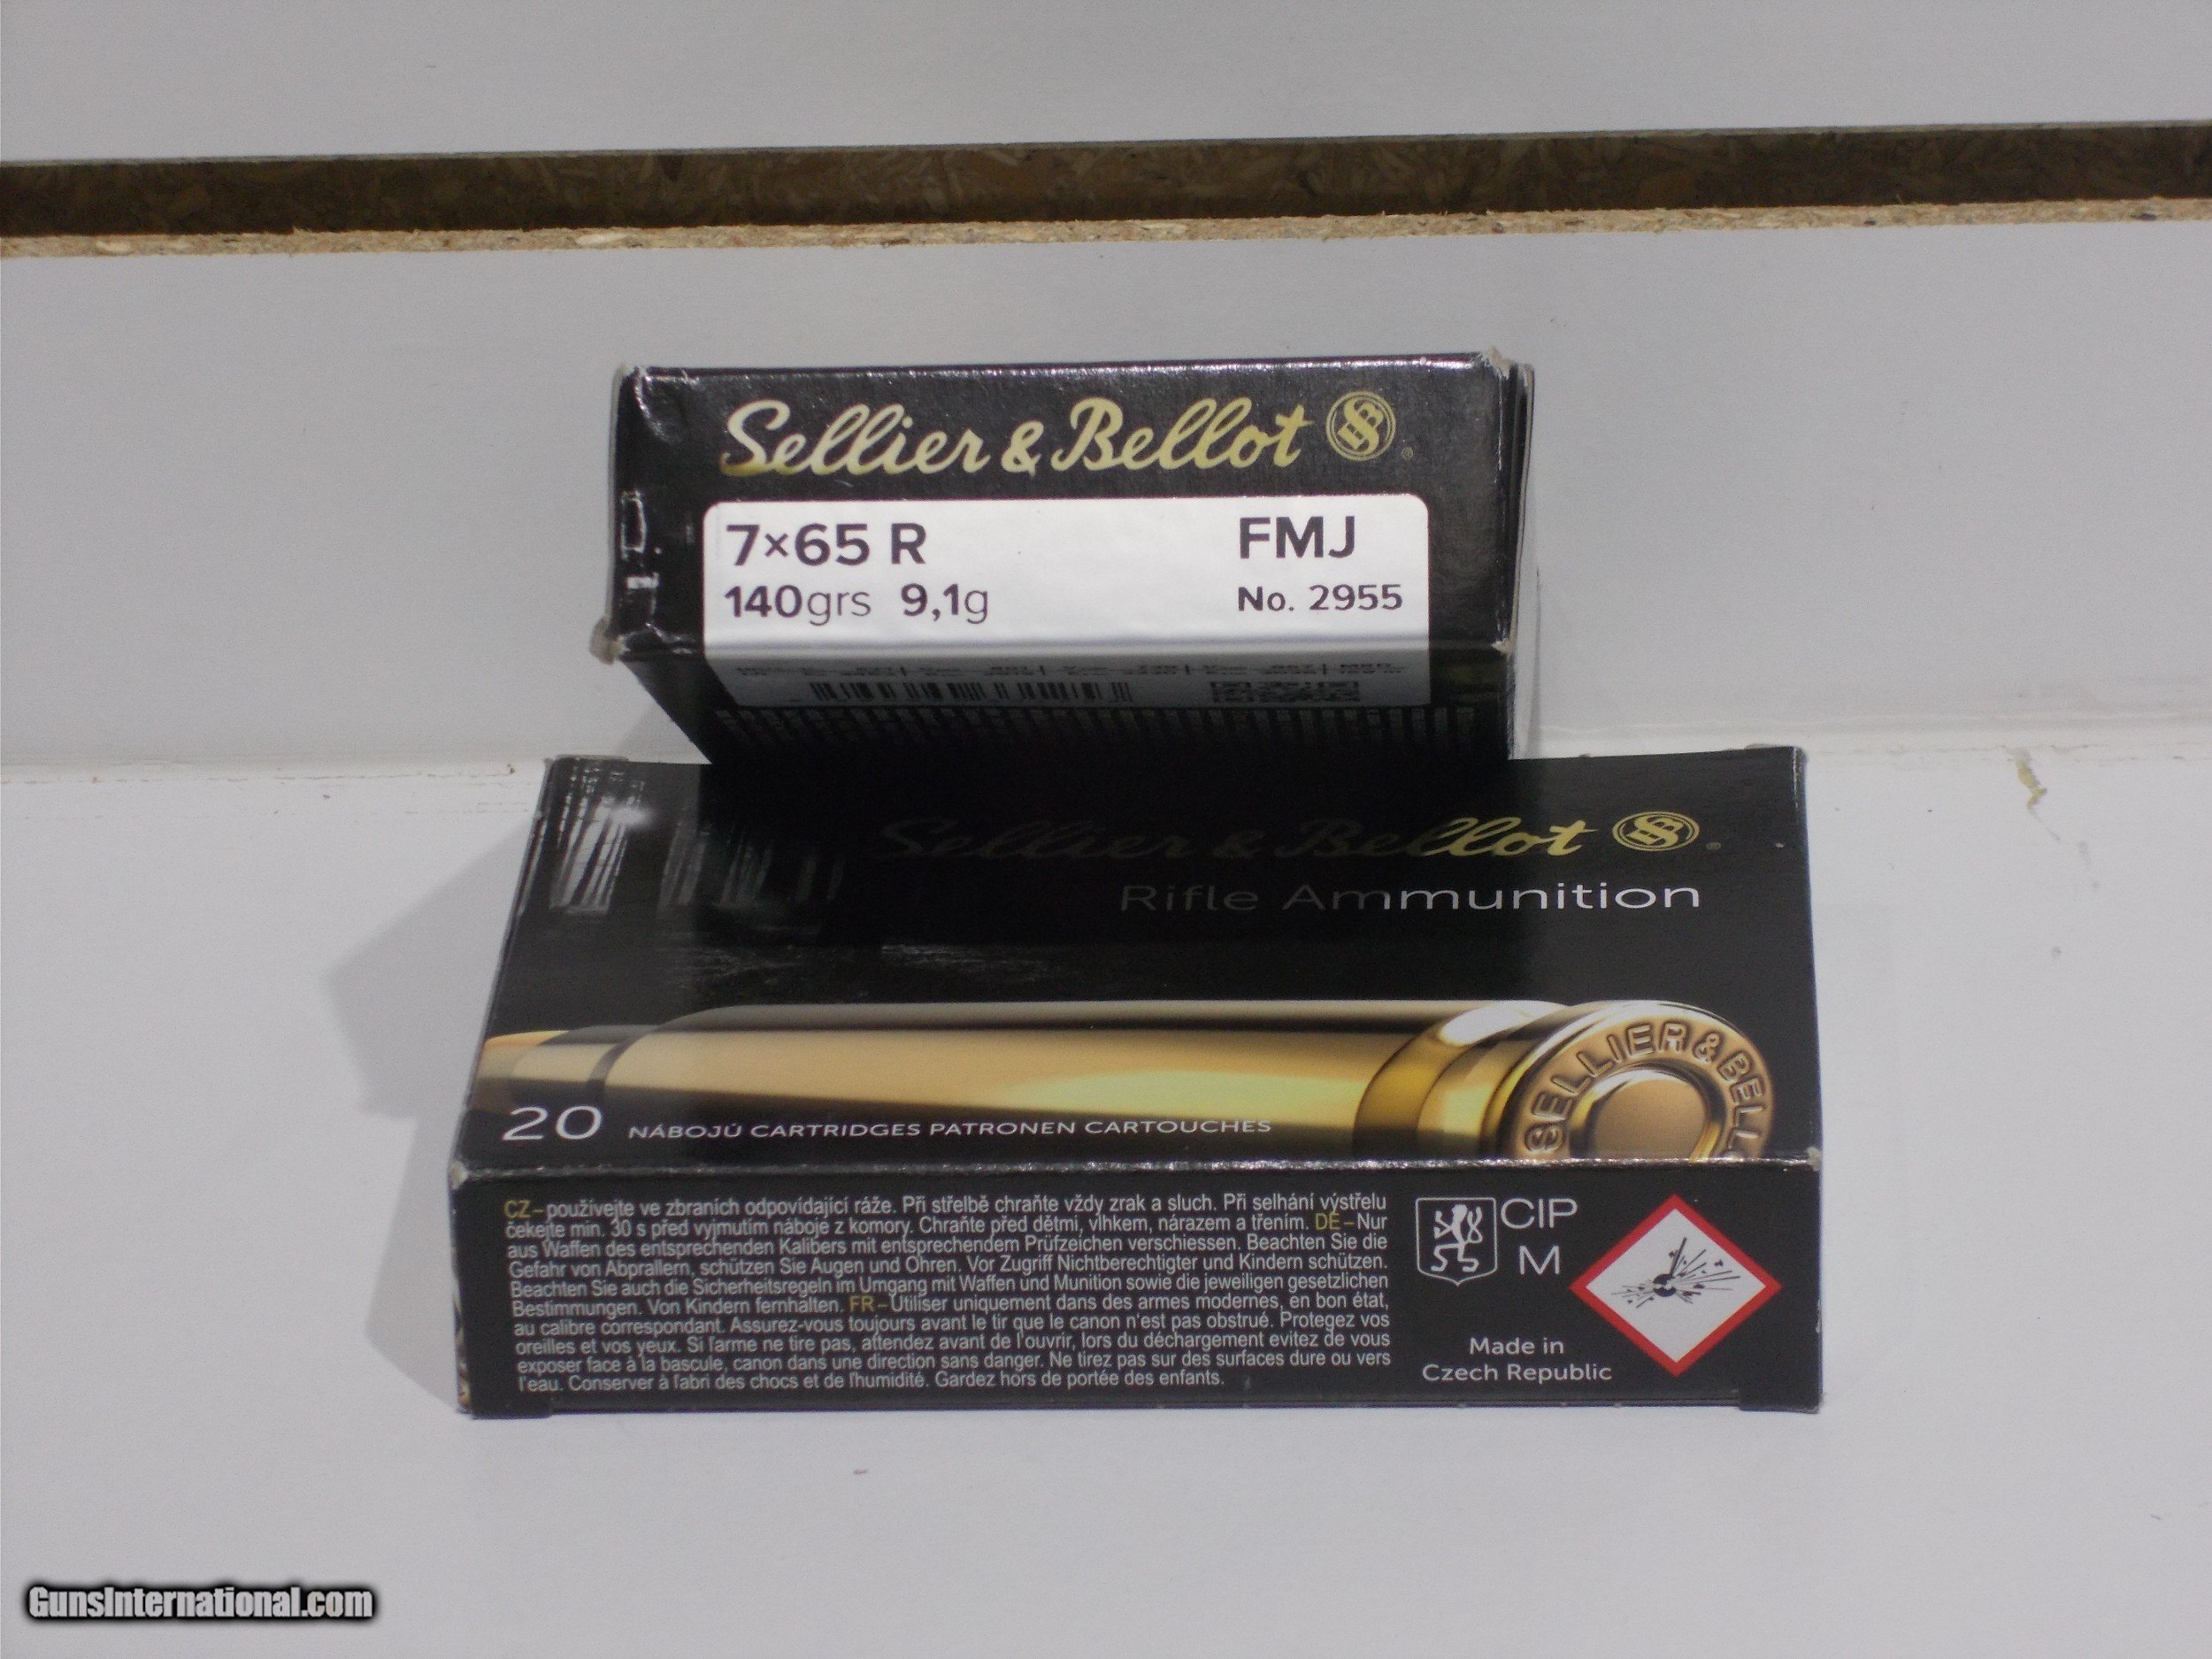 Sellier & Bellot SB
7×65 R FMJ
140grs 9,1g No. 2955
Sellier & Bellot SB ®
Rifle Ammunition
SELLIER & BELLO
20 NÁBOJŮ CARTRIDGES PATRONEN CARTOUCHES
CZ – používejte ve zbraních odpovídající ráže. Při střelbě chraňte vždy zrak a sluch. Při selhání výstřelu
čekejte min. 30 s před vyjmutím náboje z komory. Chraňte před dětmi, vlhkem, nárazem a třením. DE – Nur
aus Waffen des entsprechenden Kalibers mit entsprechendem Prüfzeichen verschiessen. Beachten Sie die
Gefahr von Abprallern, schützen Sie Augen und Ohren. Vor Zugriff Nichtberechtigter und Kindern schützen.
Beachten Sie auch die Sicherheitsregeln im Umgang mit Waffen und Munition sowie die jeweiligen gesetzlichen
Bestimmungen. Von Kindern fernhalten. FR – Utiliser uniquement dans des armes modernes, en bon état,
au calibre correspondant. Assurez-vous toujours avant le tir que le canon n'est pas obstrué. Protegez vos
oreilles et vos yeux. Si l'arme ne tire pas, attendez avant de l'ouvrir, lors du déchargement evitez de vous
exposer face à la bascule, canon dans une direction sans danger. Ne tirez pas sur des surfaces dure ou vers
l'eau. Conserver à l'abri des chocs et de l'humidité. Gardez hors de portée des enfants.
CIP
M
Made in
Czech Republic
GunsInternational.com